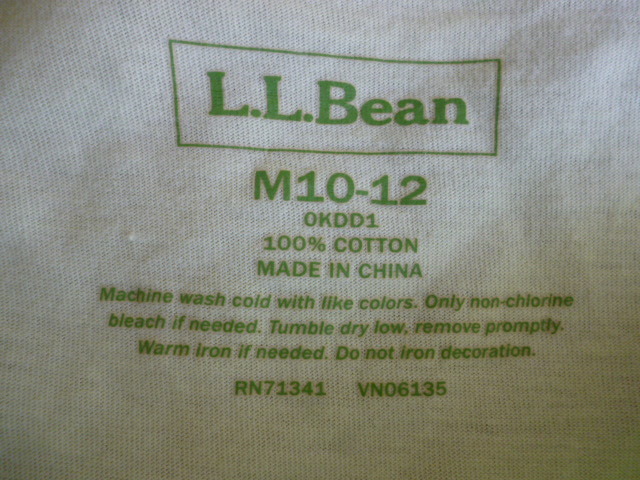 L.L.Bean
M10-12
0KDD1
100% COTTON
MADE IN CHINA
Machine wash cold with like colors. Only non-chlorine
bleach if needed. Tumble dry low, remove promptly.
Warm iron if needed. Do not iron decoration.
RN71341 VN06135